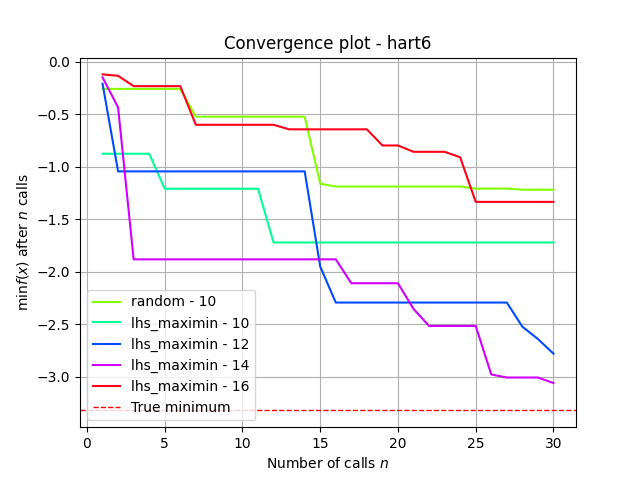 Convergence plot - hart6
min f(x) after n calls
0.0
−0.5
−1.0
−1.5
−2.0
−2.5
−3.0
random - 10
lhs_maximin - 10
lhs_maximin - 12
lhs_maximin - 14
lhs_maximin - 16
True minimum
0 5 10 15 20 25 30
Number of calls n